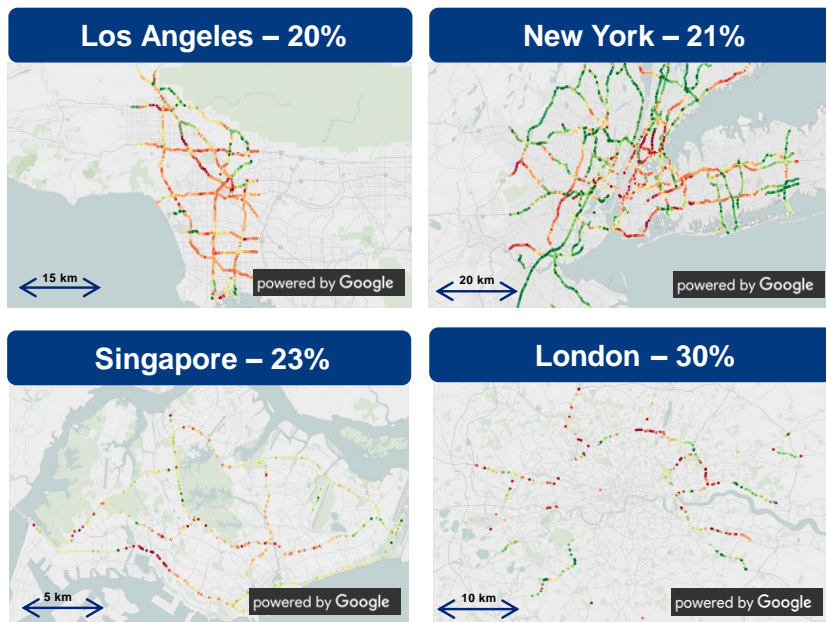 Los Angeles – 20%
New York – 21%
15 km
powered by Google
20 km
powered by Google
Singapore – 23%
London – 30%
5 km
powered by Google
10 km
powered by Google